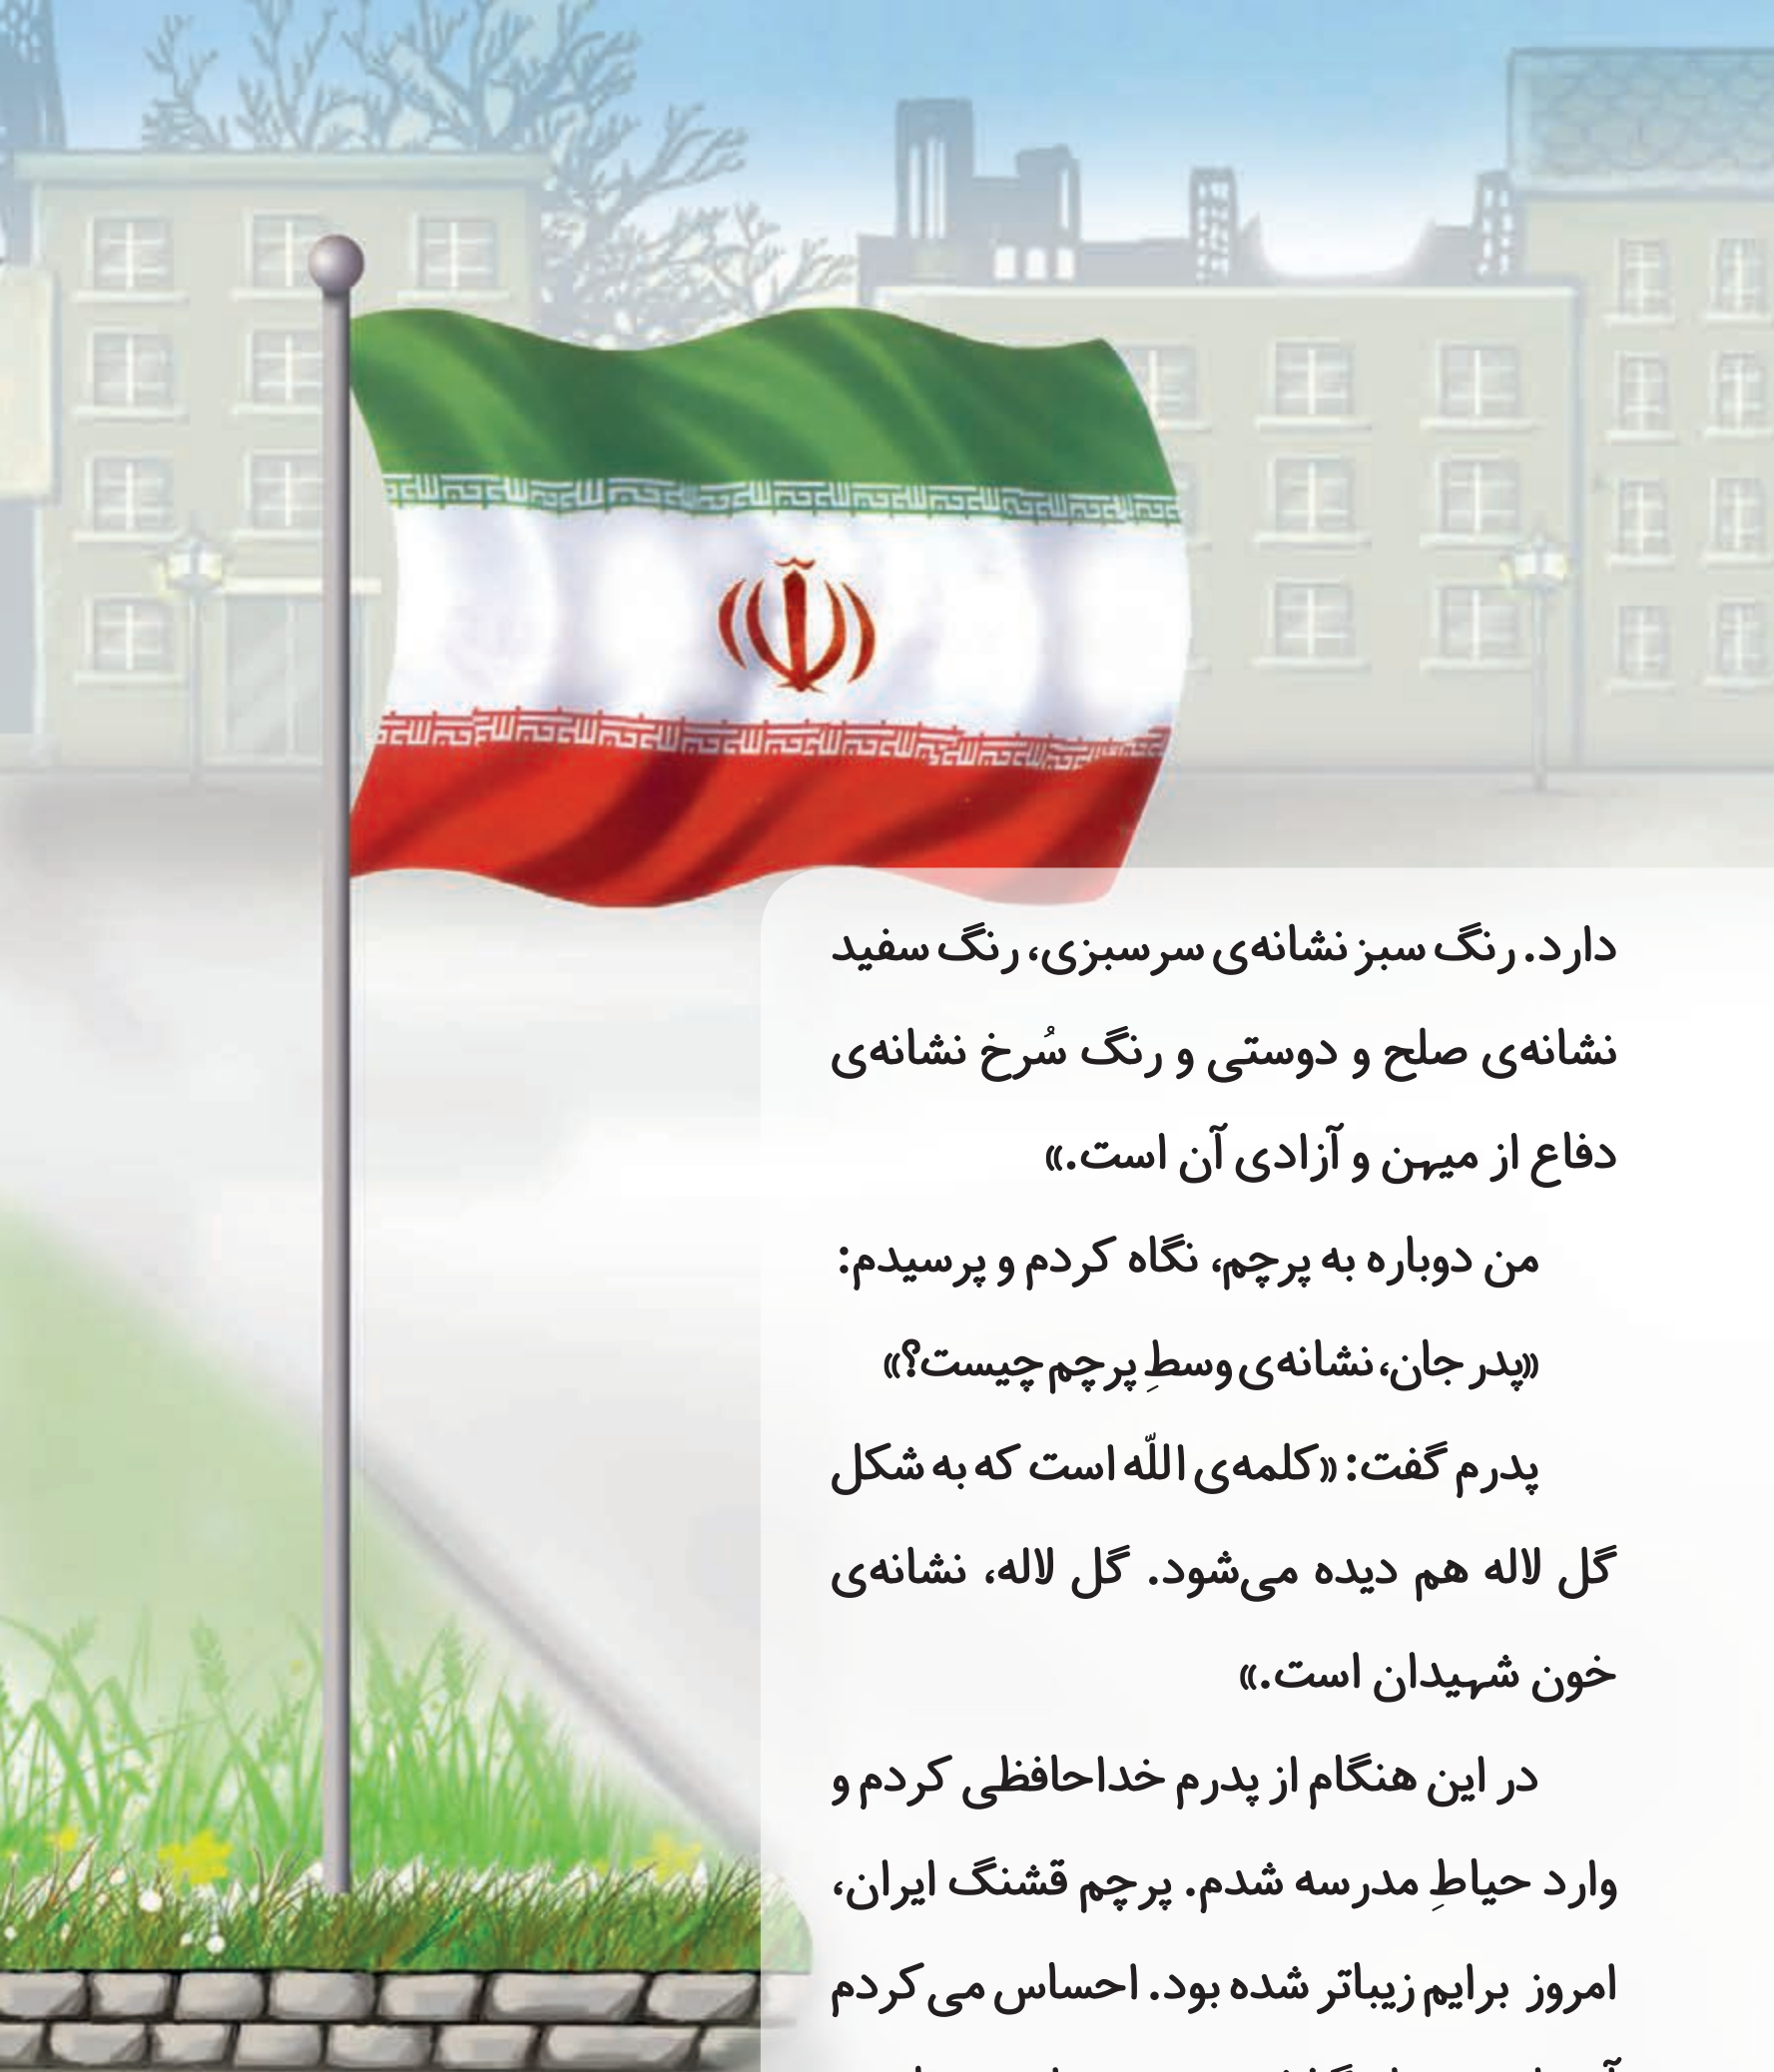 دارد. رنگ سبز نشانه‌ی سرسبزی، رنگ سفید
نشانه‌ی صلح و دوستی و رنگ سُرخ نشانه‌ی
دفاع از میهن و آزادی آن است.»
من دوباره به پرچم، نگاه کردم و پرسیدم:
«پدر جان، نشانه‌ی وسطِ پرچم چیست؟»
پدرم گفت: «کلمه‌ی اللّه است که به شکل
گل لاله هم دیده می‌شود. گل لاله، نشانه‌ی
خون شهیدان است.»
در این هنگام از پدرم خداحافظی کردم و
وارد حیاطِ مدرسه شدم. پرچم قشنگ ایران،
امروز برایم زیباتر شده بود. احساس می‌کردم